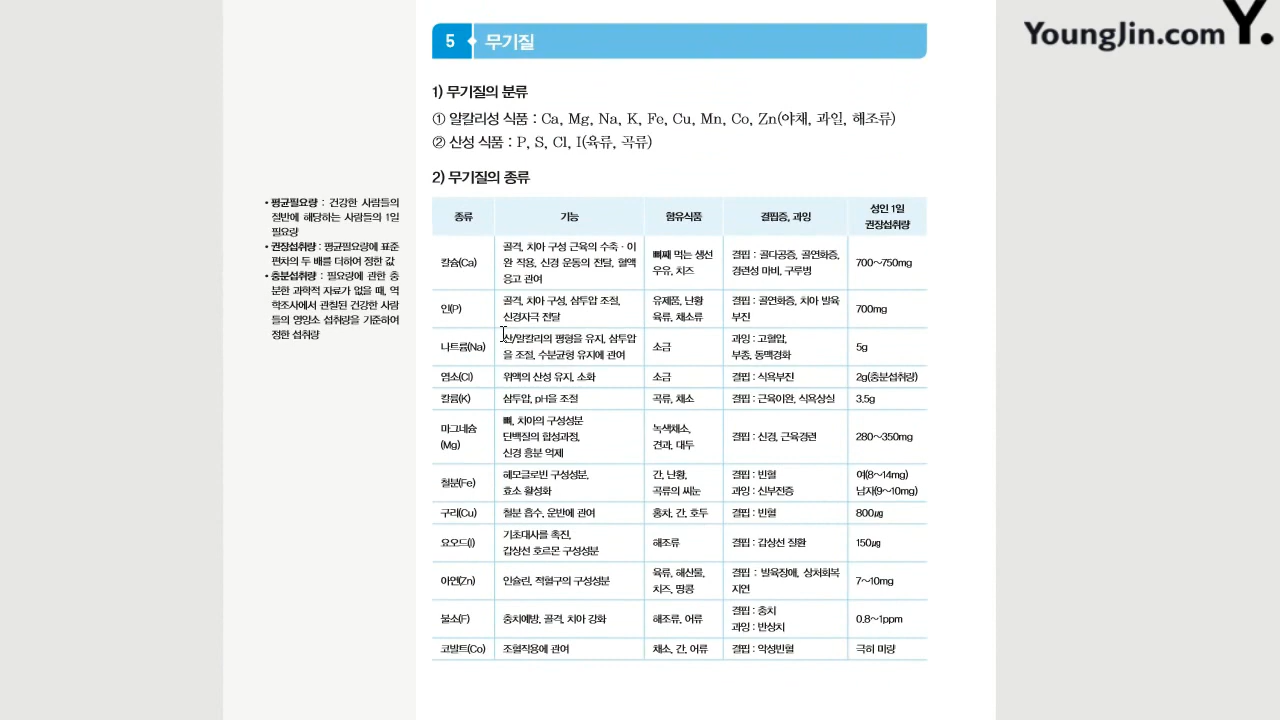 YoungJin.com Y.
5 무기질
1) 무기질의 분류
① 알칼리성 식품 : Ca, Mg, Na, K, Fe, Cu, Mn, Co, Zn(야채, 과일, 해조류)
② 산성 식품 : P, S, Cl, I(육류, 곡류)
2) 무기질의 종류
• 평균필요량 : 건강한 사람들의
절반에 해당하는 사람들의 1일
필요량
• 권장섭취량 : 평균필요량에 표준
편차의 두 배를 더하여 정한 값
• 충분섭취량 : 필요량에 관한 충
분한 과학적 자료가 없을 때, 역
학조사에서 관찰된 건강한 사람
들의 영양소 섭취량을 기준하여
정한 섭취량
종류 기능 함유식품 결핍증, 과잉 성인 1일
권장섭취량
칼슘(Ca)
골격, 치아 구성 근육의 수축·이
완 작용, 신경 운동의 전달, 혈액
응고 관여
뼈째 먹는 생선
우유, 치즈
결핍 : 골다공증, 골연화증,
경련성 마비, 구루병
700~750mg
인(P)
골격, 치아 구성, 삼투압 조절,
신경자극 전달
유제품, 난황
육류, 채소류
결핍 : 골연화증, 치아 발육
부진
700mg
나트륨(Na)
산/알칼리의 평형을 유지, 삼투압
을 조절, 수분균형 유지에 관여
소금
과잉 : 고혈압,
부종, 동맥경화
5g
염소(Cl) 위액의 산성 유지, 소화 소금 결핍 : 식욕부진 2g(충분섭취량)
칼륨(K) 삼투압, pH을 조절 곡류, 채소 결핍 : 근육이완, 식욕상실 3.5g
마그네슘
(Mg)
뼈, 치아의 구성성분
단백질의 합성과정,
신경 흥분 억제
녹색채소,
견과, 대두
결핍 : 신경, 근육경련
280~350mg
철분(Fe)
헤모글로빈 구성성분,
효소 활성화
간, 난황,
곡류의 씨눈
결핍 : 빈혈
과잉 : 신부전증
여(8~14mg)
남자(9~10mg)
구리(Cu) 철분 흡수, 운반에 관여 홍차, 간, 호두 결핍 : 빈혈 800㎍
요오드(I)
기초대사를 촉진,
갑상선 호르몬 구성성분
해조류
결핍 : 갑상선 질환
150㎍
아연(Zn)
인슐린, 적혈구의 구성성분
육류, 해산물,
치즈, 땅콩
결핍 : 발육장애, 상처회복
지연
7~10mg
불소(F)
충치예방, 골격, 치아 강화
해조류, 어류
결핍 : 충치
과잉 : 반상치
0.8~1ppm
코발트(Co) 조혈작용에 관여 채소, 간, 어류 결핍 : 악성빈혈 극히 미량